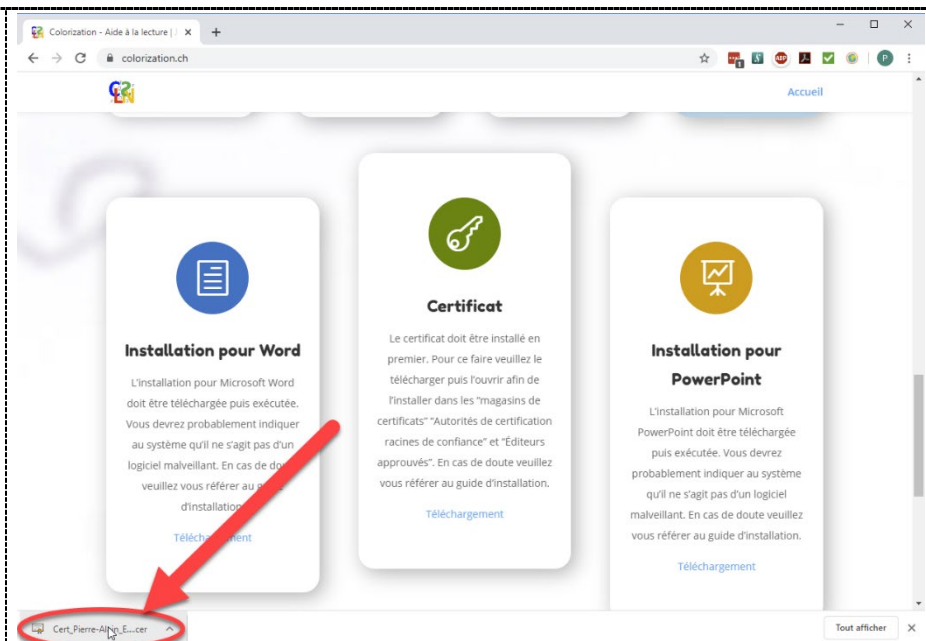 Colorization - Aide à la lecture |
colorization.ch
Accueil
Installation pour Word
L'installation pour Microsoft Word
doit être téléchargée puis exécutée.
Vous devrez probablement indiquer
au système qu'il ne s'agit pas d'un
logiciel malveillant. En cas de
veuillez vous référer au
d'installation
Certificat
Le certificat doit être installé en
premier. Pour ce faire veuillez le
télécharger puis l'ouvrir afin de
l'installer dans les "magasins de
certificats" "Autorités de certification
racines de confiance" et "Éditeurs
approuvés". En cas de doute veuillez
vous référer au guide d'installation.
Téléchargement
Installation pour
PowerPoint
L'installation pour Microsoft
PowerPoint doit être téléchargée
puis exécutée. Vous devrez
probablement indiquer au système
qu'il ne s'agit pas d'un logiciel
malveillant. En cas de doute veuillez
vous référer au guide d'installation.
Téléchargement
Cert_Pierre-Alain_E....cer
Tout afficher